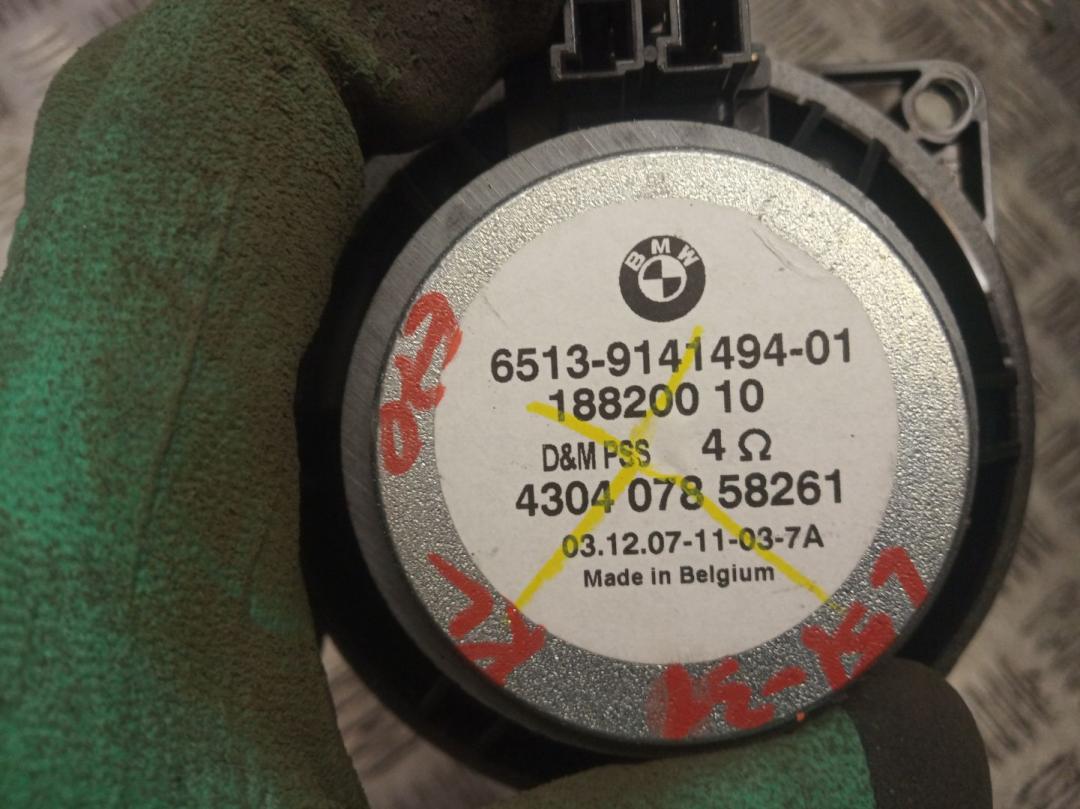 BMW
6513-9141494-01
188200 10
D&M PSS 4 Ω
4304 078 58261
03.12.07-11-03-7A
Made in Belgium